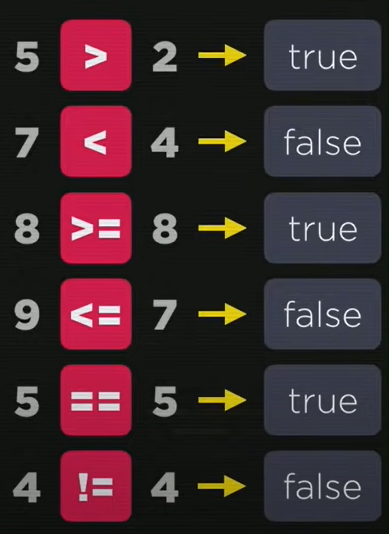 5 > 2 → true
7 < 4 → false
8 >= 8 → true
9 <= 7 → false
5 == 5 → true
4 != 4 → false